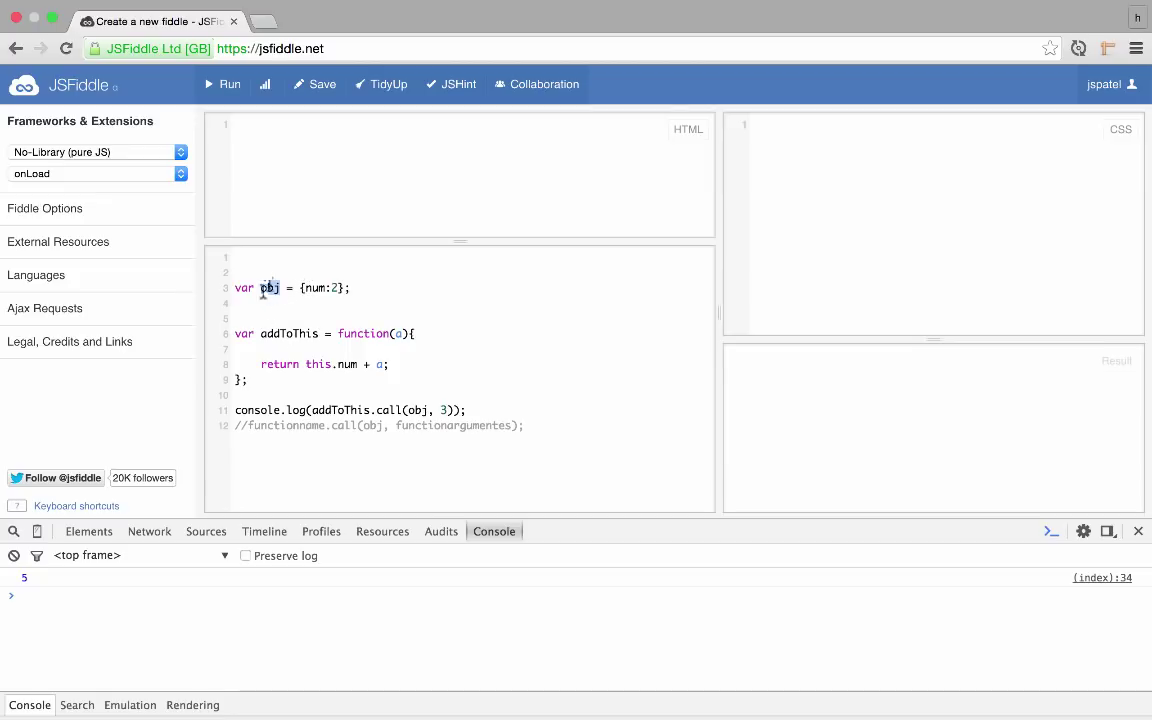 Create a new fiddle - JSFi
h
JSFiddle Ltd [GB] https://jsfiddle.net
JSFiddle α
Run
Save
TidyUp
JSHint
Collaboration
jspatel
Frameworks & Extensions
No-Library (pure JS)
onLoad
Fiddle Options
External Resources
Languages
Ajax Requests
Legal, Credits and Links
Follow @jsfiddle
20K followers
?
Keyboard shortcuts
1
HTML
1
CSS
Result
1
2
3 var obj = {num:2};
4
5
6 var addToThis = function(a){
7
8 return this.num + a;
9 };
10
11 console.log(addToThis.call(obj, 3));
12 //functionname.call(obj, functionargumentes);
Elements Network Sources Timeline Profiles Resources Audits Console
<top frame> Preserve log
5 (index):34
>
Console Search Emulation Rendering